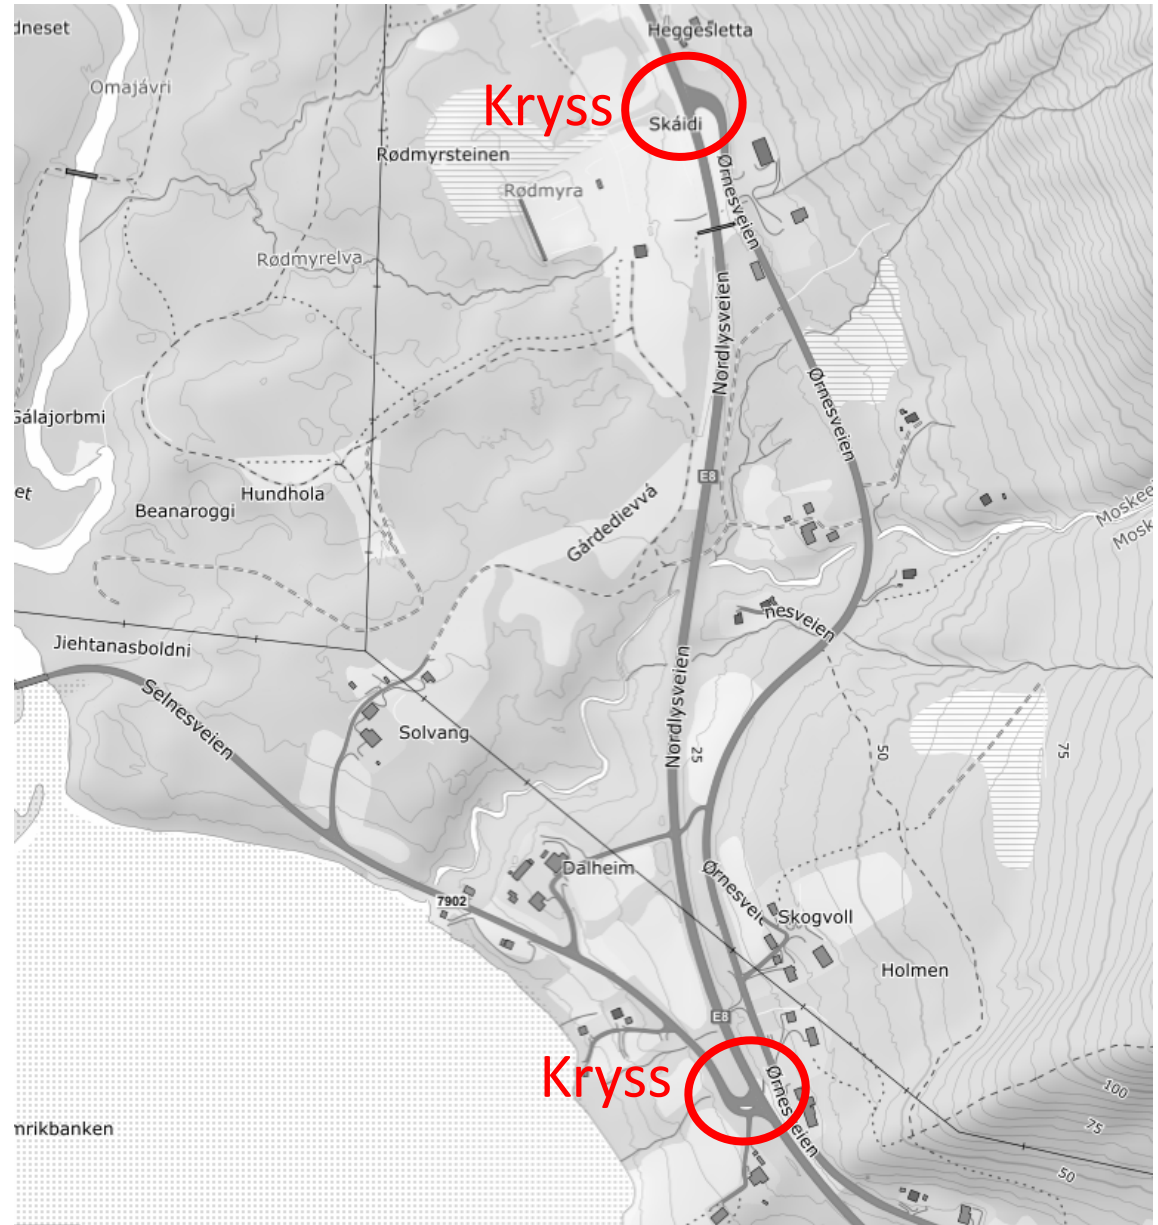 dneset
Heggesletta
Omajávri
Kryss
Skáidi
Rødmyrsteinen
Ørnesveien
Rødmyra
Rødmyrelva
Nordlysveien
Ørnesveien
Gálajorbmi
E8
et
Hundhola
Beanaroggi
Gárdedievvá
Moskee
Mosk
nesveien
Jiehtanasboldni
Selnesveien
Nordlysveien
Solvang
25
50
75
Dalheim
Ørnesveie
7902
Skogvoll
Holmen
E8
Kryss
Ørnesveien
100
mrikbanken
75
50